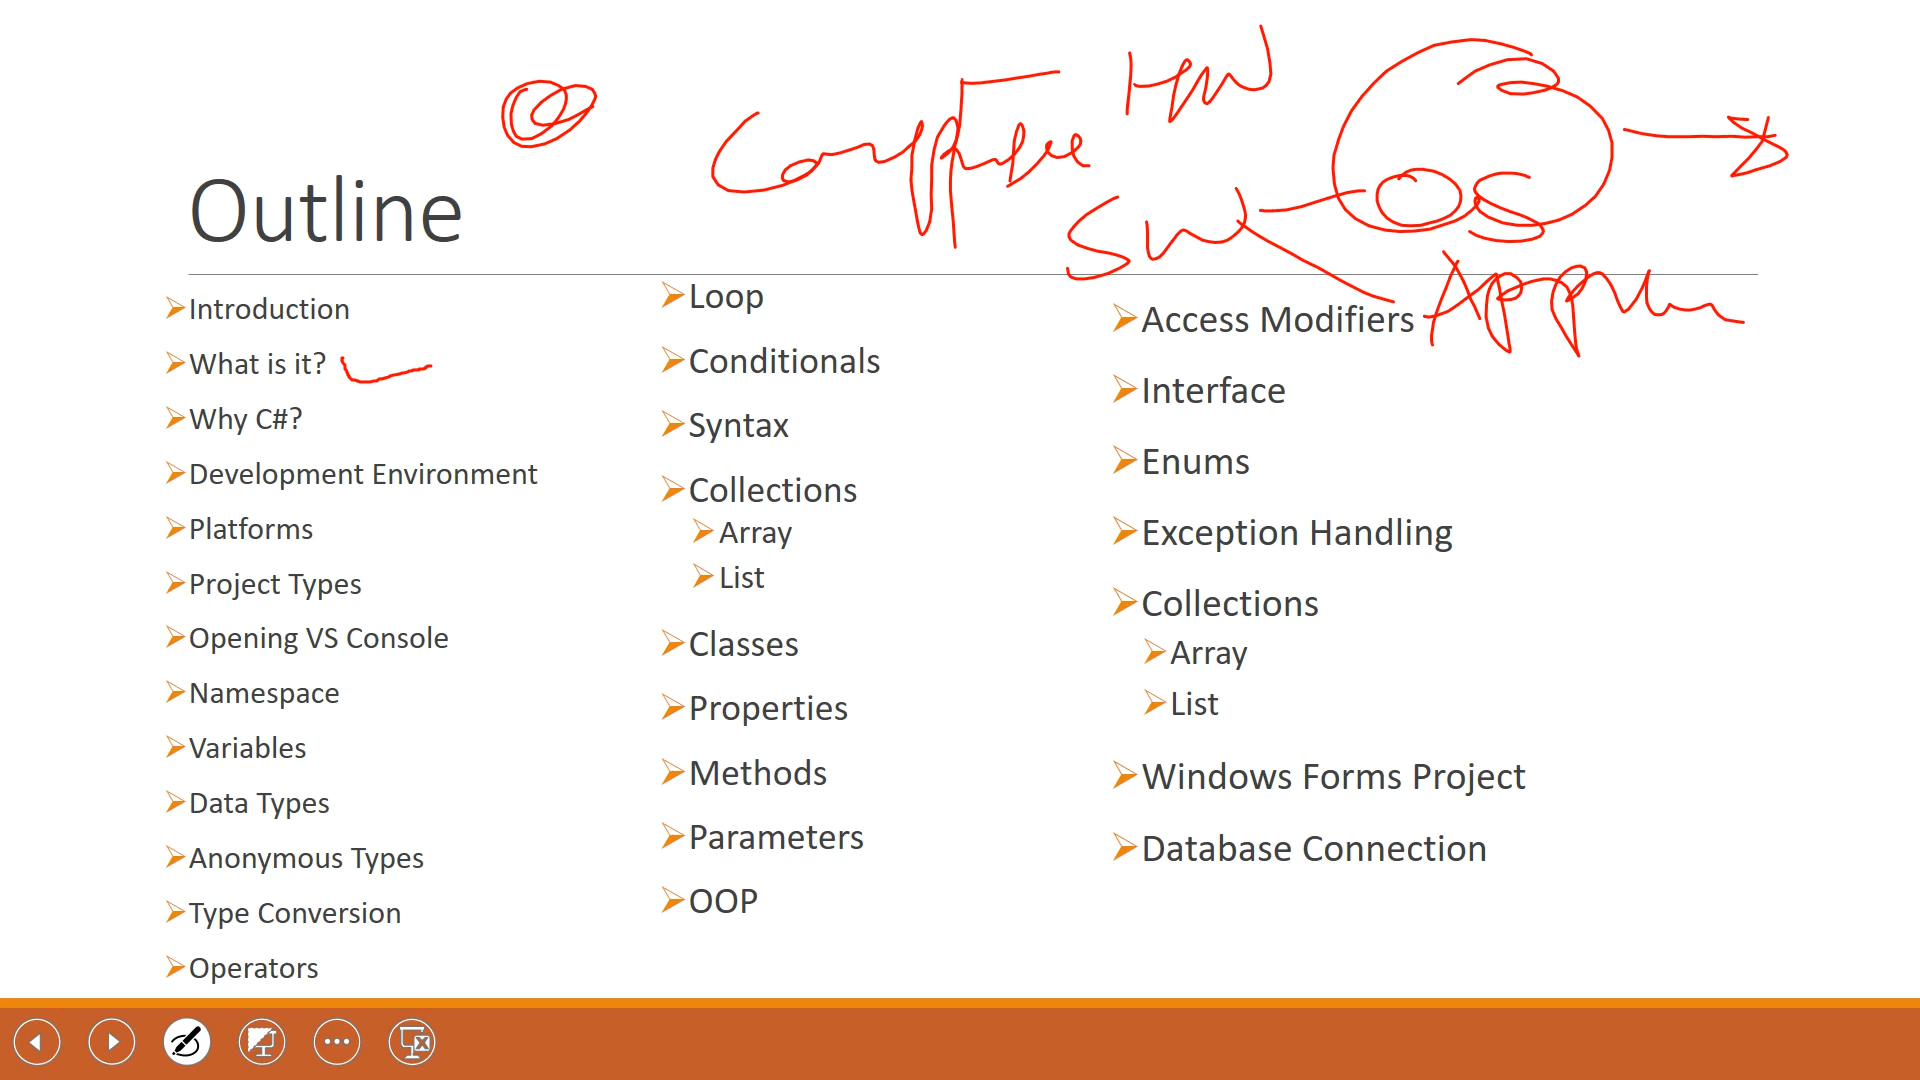 Computer
HW
SW
OS
Outline
Introduction
What is it?
Why C#?
Development Environment
Platforms
Project Types
Opening VS Console
Namespace
Variables
Data Types
Anonymous Types
Type Conversion
Operators
Loop
Conditionals
Syntax
Collections
Array
List
Classes
Properties
Methods
Parameters
OOP
Access Modifiers
Interface
Enums
Exception Handling
Collections
Array
List
Windows Forms Project
Database Connection